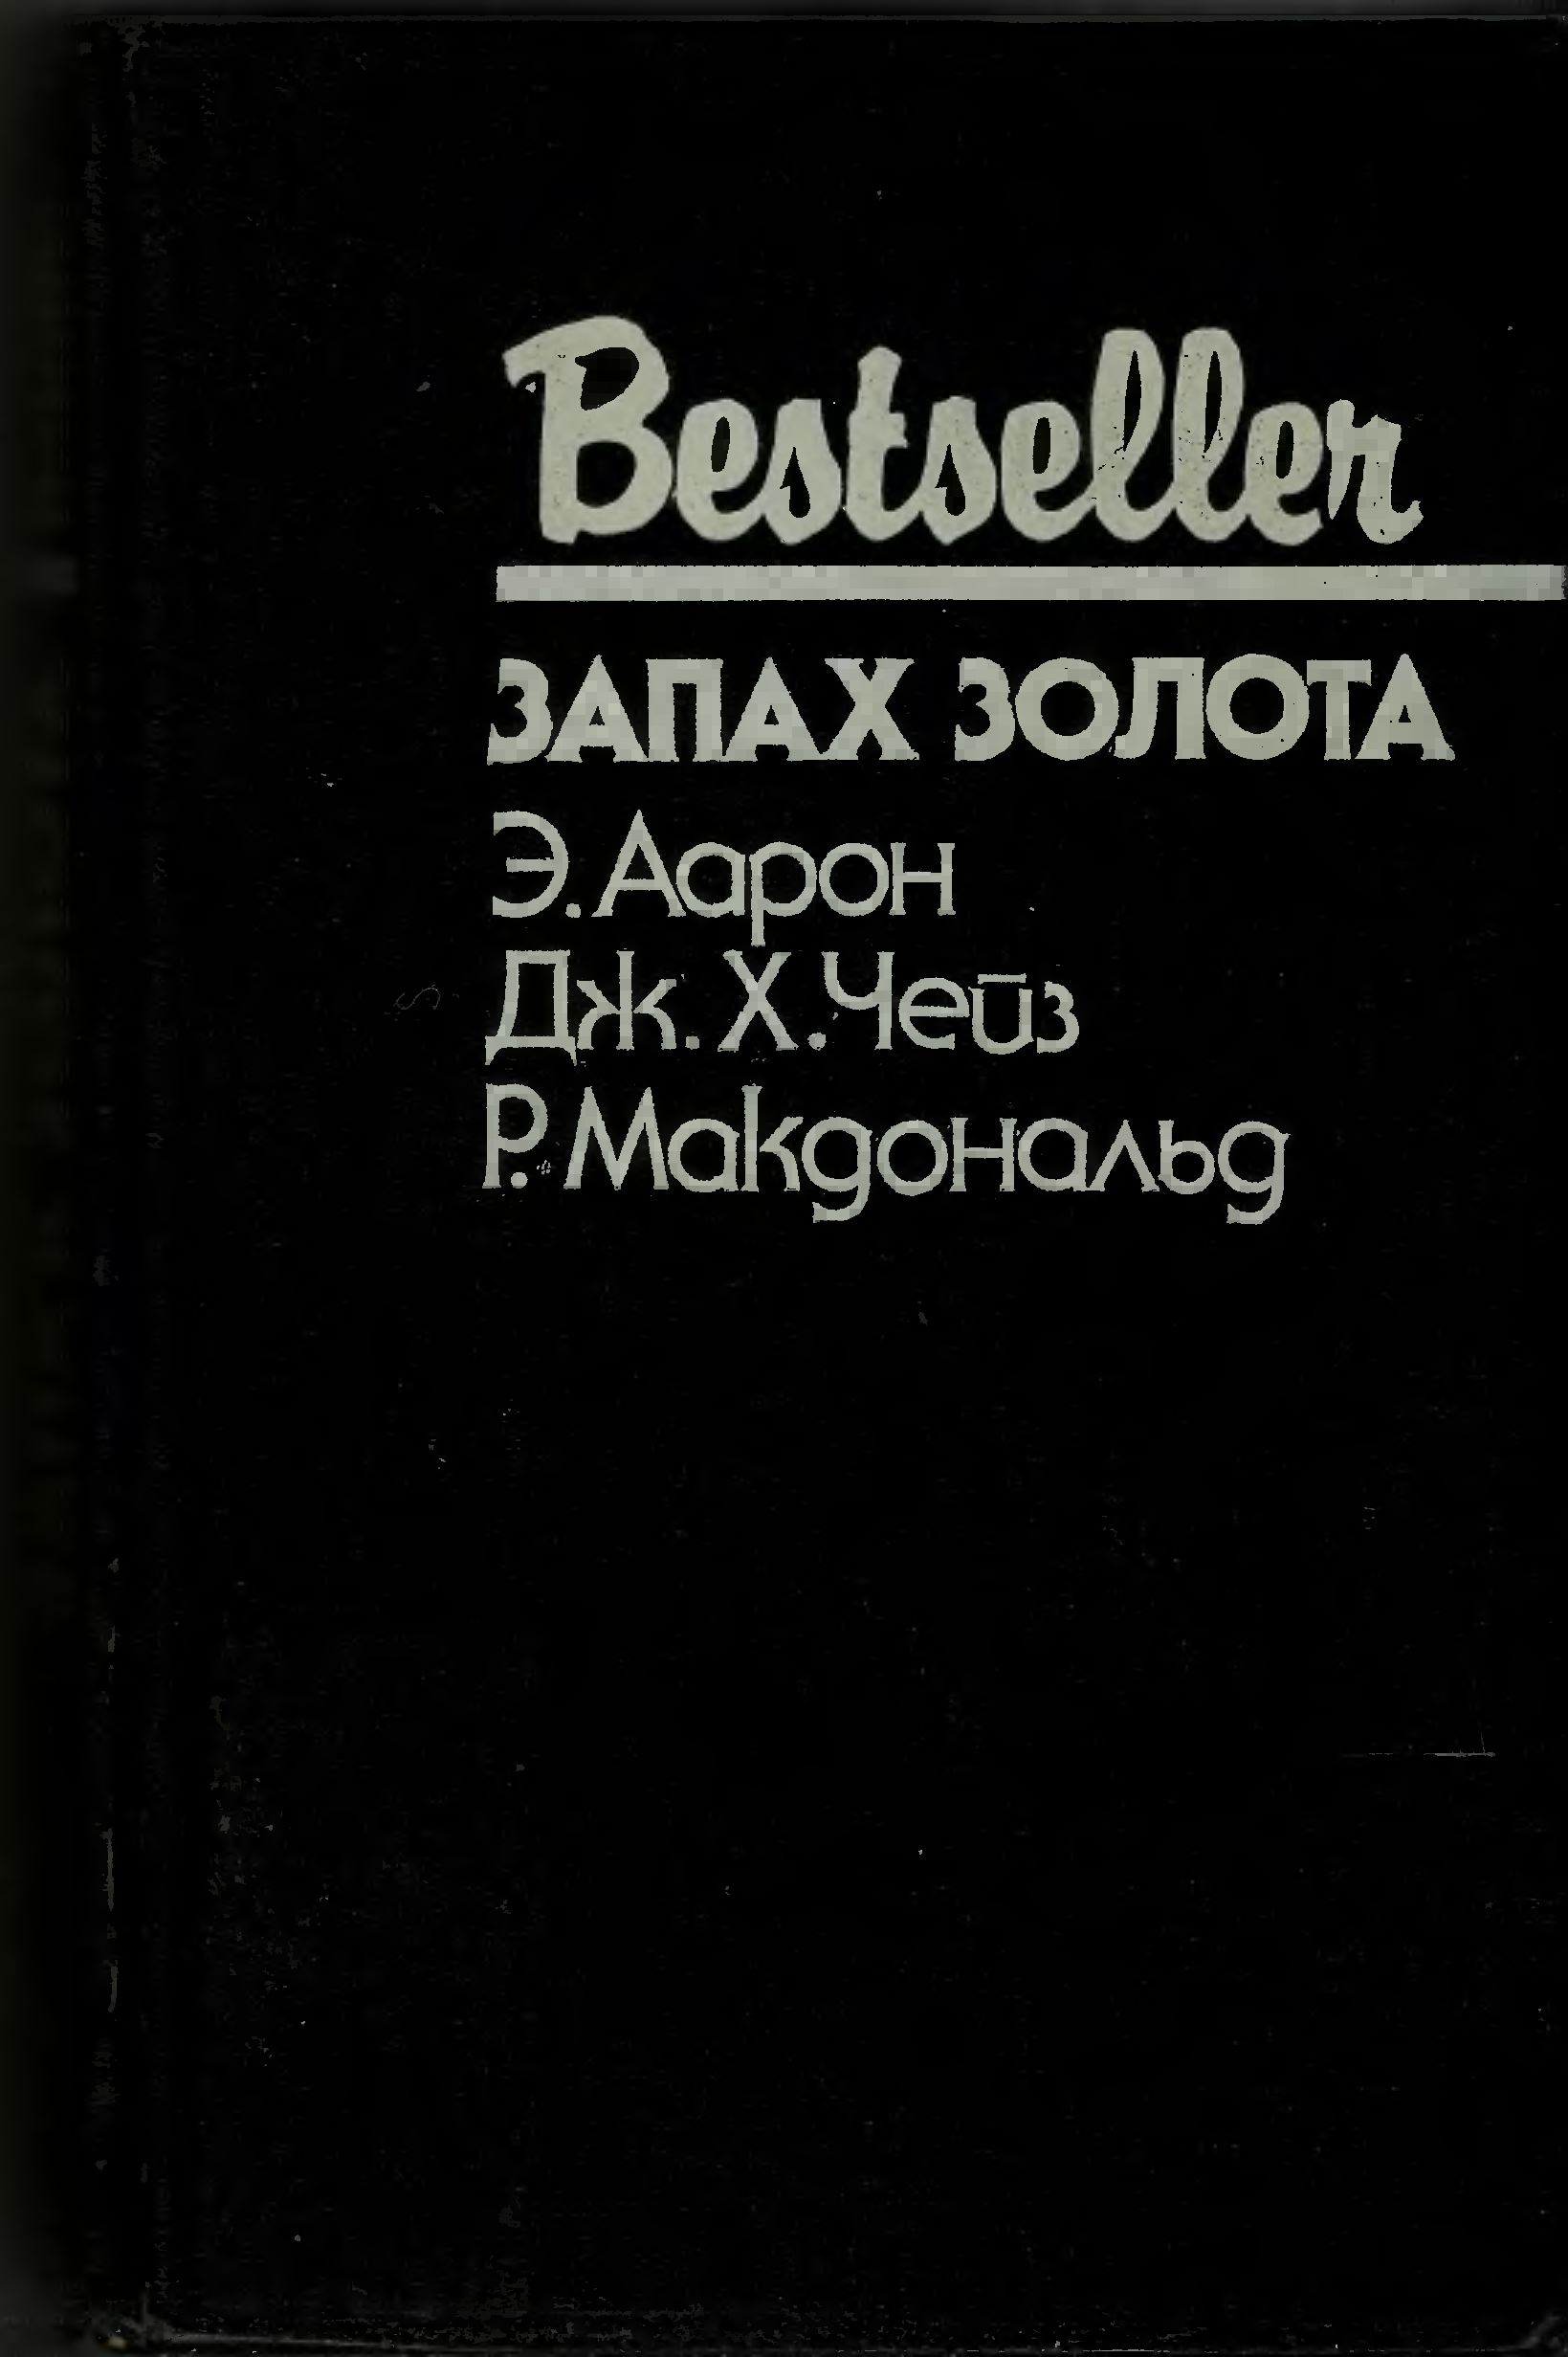 Bestseller
ЗАПАХ ЗОЛОТА
Э. Аарон
Дж. Х. Чейз
Р. Макдональд